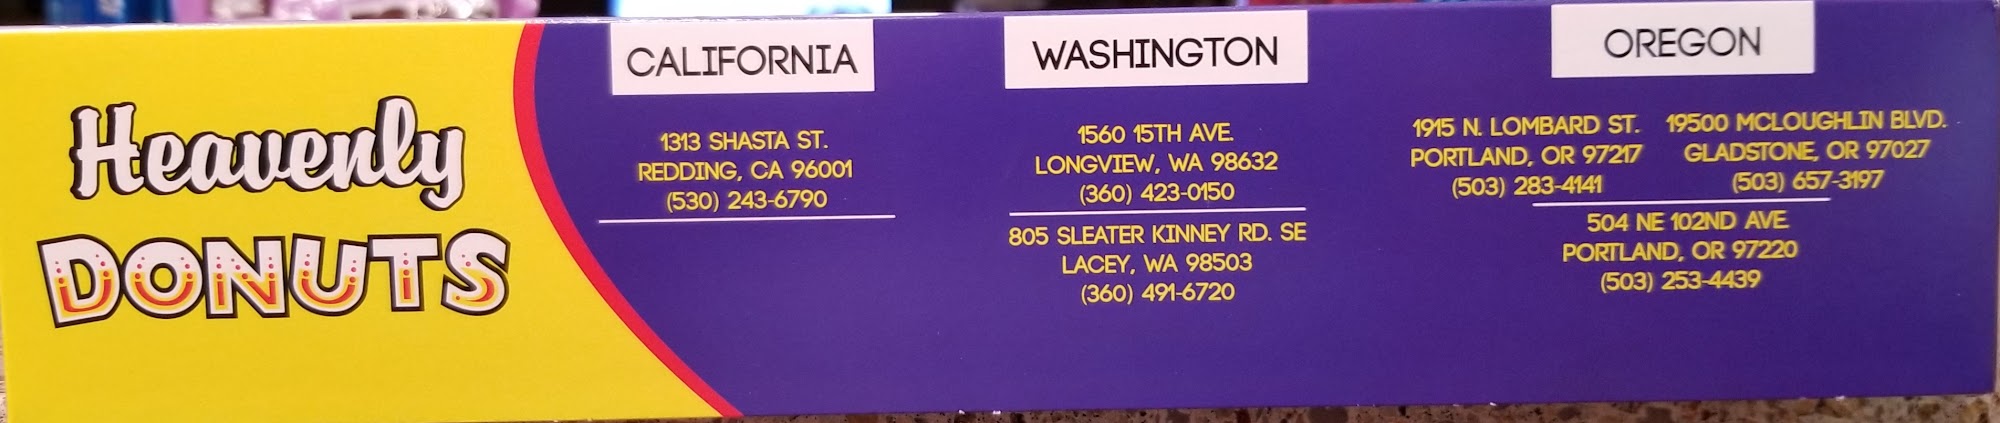 Heavenly
DONUTS
CALIFORNIA
1313 SHASTA ST.
REDDING, CA 96001
(530) 243-6790
WASHINGTON
1560 15TH AVE.
LONGVIEW, WA 98632
(360) 423-0150
805 SLEATER KINNEY RD. SE
LACEY, WA 98503
(360) 491-6720
OREGON
1915 N. LOMBARD ST.
PORTLAND, OR 97217
(503) 283-4141
19500 MCLOUGHLIN BLVD.
GLADSTONE, OR 97027
(503) 657-3197
504 NE 102ND AVE
PORTLAND, OR 97220
(503) 253-4439